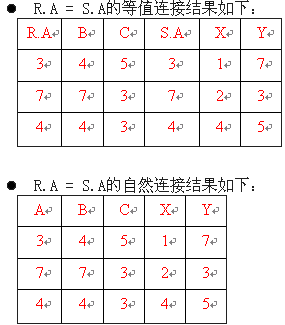 ● R.A = S.A的等值连接结果如下：
R.A B C S.A X Y
3 4 5 3 1 7
7 7 3 7 2 3
4 4 3 4 4 5
● R.A = S.A的自然连接结果如下：
A B C X Y
3 4 5 1 7
7 7 3 2 3
4 4 3 4 5